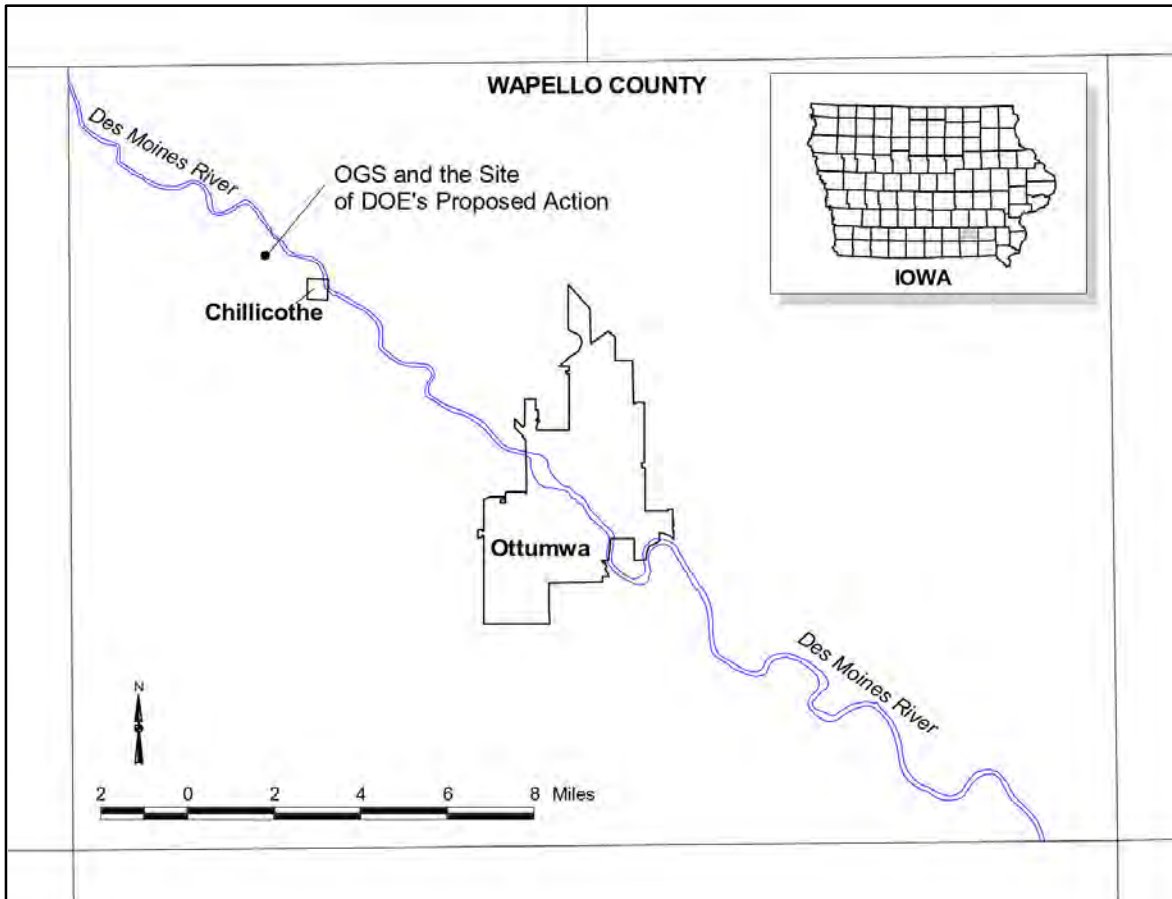 WAPELLO COUNTY
Des Moines River
OGS and the Site
of DOE's Proposed Action
Chillicothe
IOWA
Ottumwa
Des Moines River
N
2 0 2 4 6 8 Miles